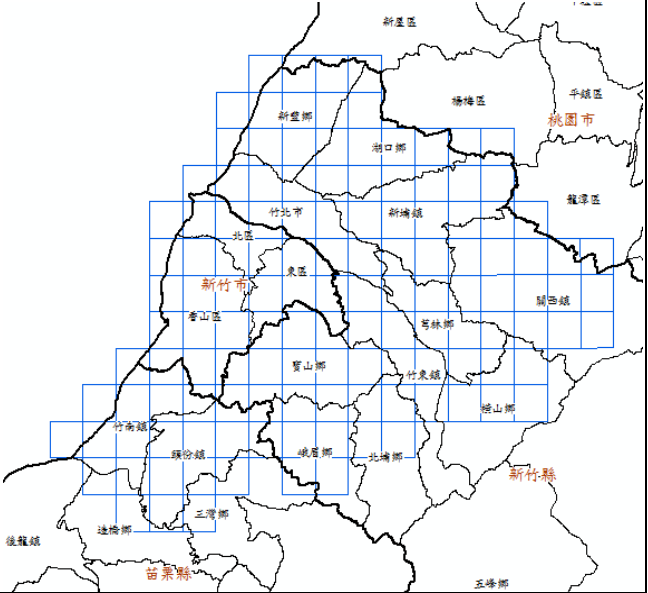 新屋區
楊梅區
平鎮區
桃園市
新豐鄉
湖口鄉
龍潭區
竹北市
新埔鎮
北區
東區
新竹市
關西鎮
香山區
芎林鄉
寶山鄉
竹東鎮
橫山鄉
竹南鎮
頭份鎮
峨眉鄉
北埔鄉
新竹縣
三灣鄉
造橋鄉
後龍鎮
苗栗縣
五峰鄉